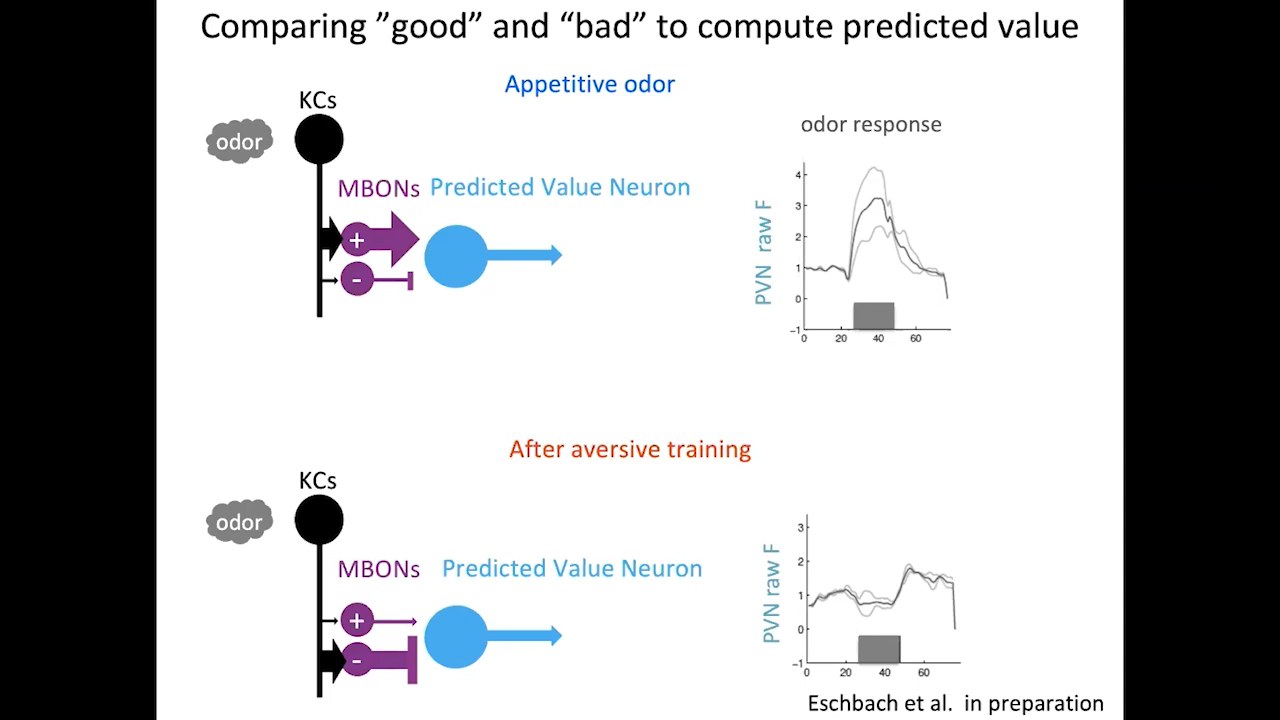 Comparing ”good” and “bad” to compute predicted value
Appetitive odor
KCs
odor
MBONs
Predicted Value Neuron
+
-
odor response
PVN raw F
4
3
2
1
0
−1
0 20 40 60
After aversive training
KCs
odor
MBONs
Predicted Value Neuron
+
-
PVN raw F
3
2
1
0
−1
0 20 40 60
Eschbach et al. in preparation